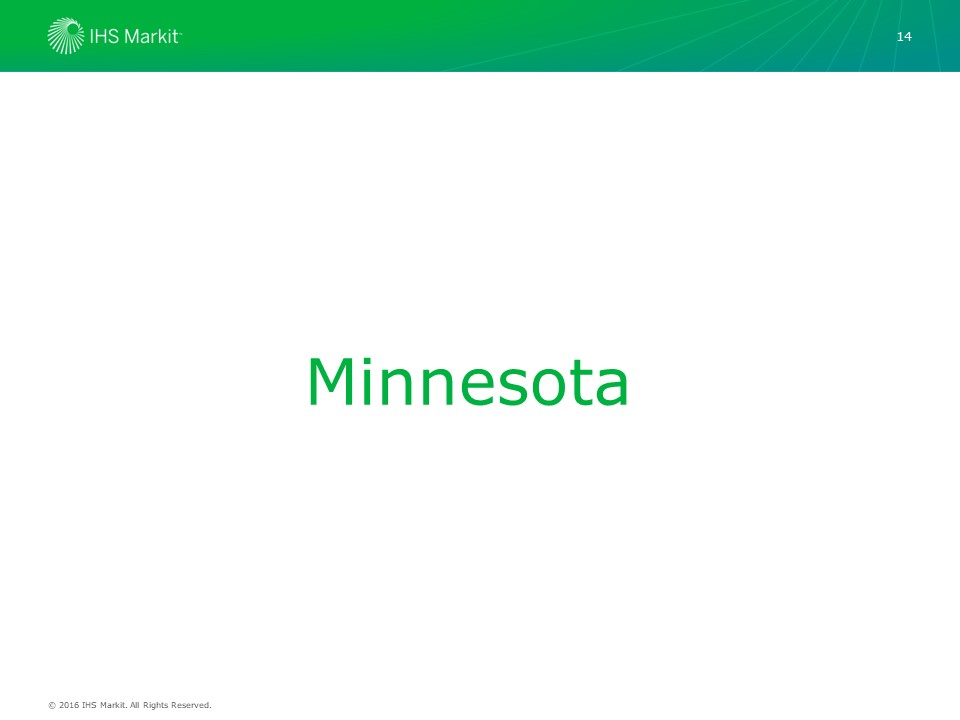 IHS Markit
14
Minnesota
© 2016 IHS Markit. All Rights Reserved.